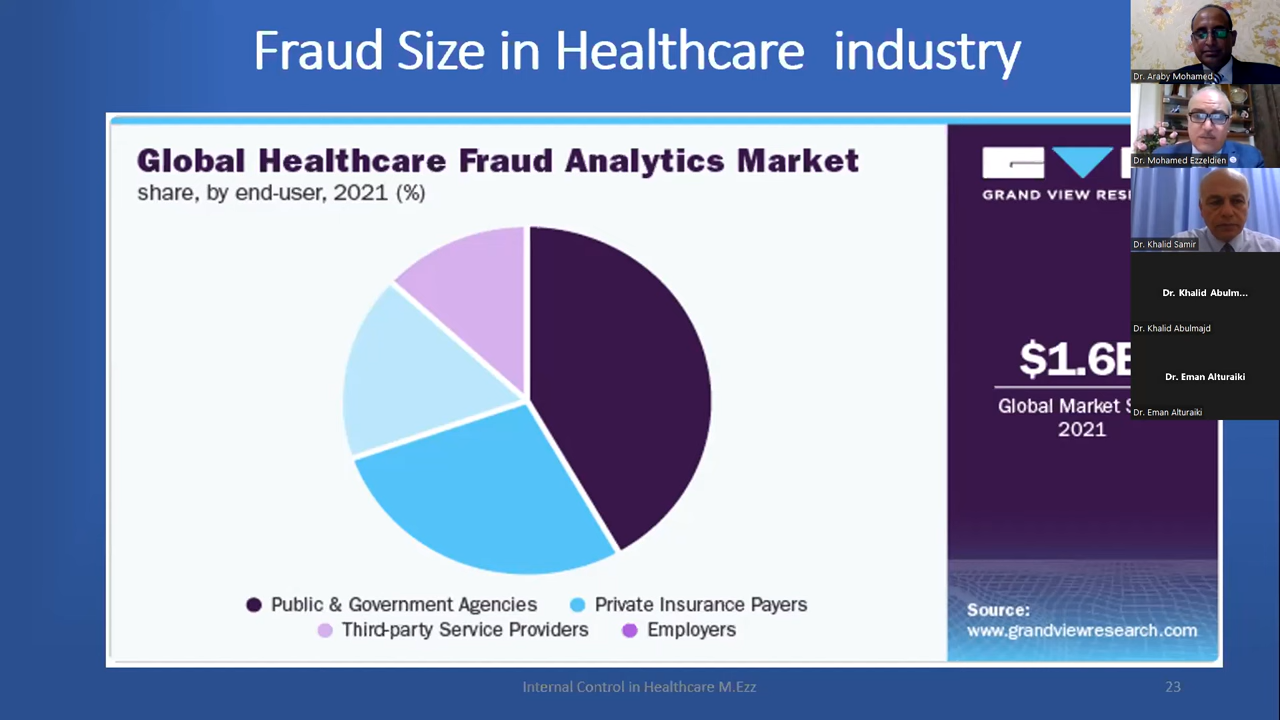 Fraud Size in Healthcare industry
Global Healthcare Fraud Analytics Market
share, by end-user, 2021 (%)
Public & Government Agencies
Private Insurance Payers
Third-party Service Providers
Employers
GRAND VIEW
$1.6
Global Market
2021
Source:
www.grandviewresearch.com
Internal Control in Healthcare M.Ezz
23
Dr. Araby Mohamed
Dr. Mohamed Ezzeldien
Dr. Khalid Samir
Dr. Khalid Abulm...
Dr. Khalid Abulmajd
Dr. Eman Alturaiki
Dr. Eman Alturaiki